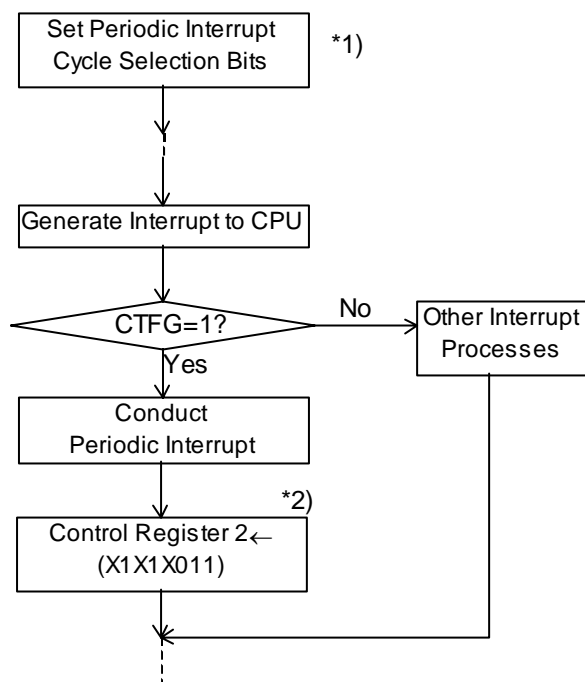 Set Periodic Interrupt
Cycle Selection Bits
*1)
Generate Interrupt to CPU
CTFG=1?
No
Other Interrupt
Processes
Yes
Conduct
Periodic Interrupt
*2)
Control Register 2←
(X1X1X011)